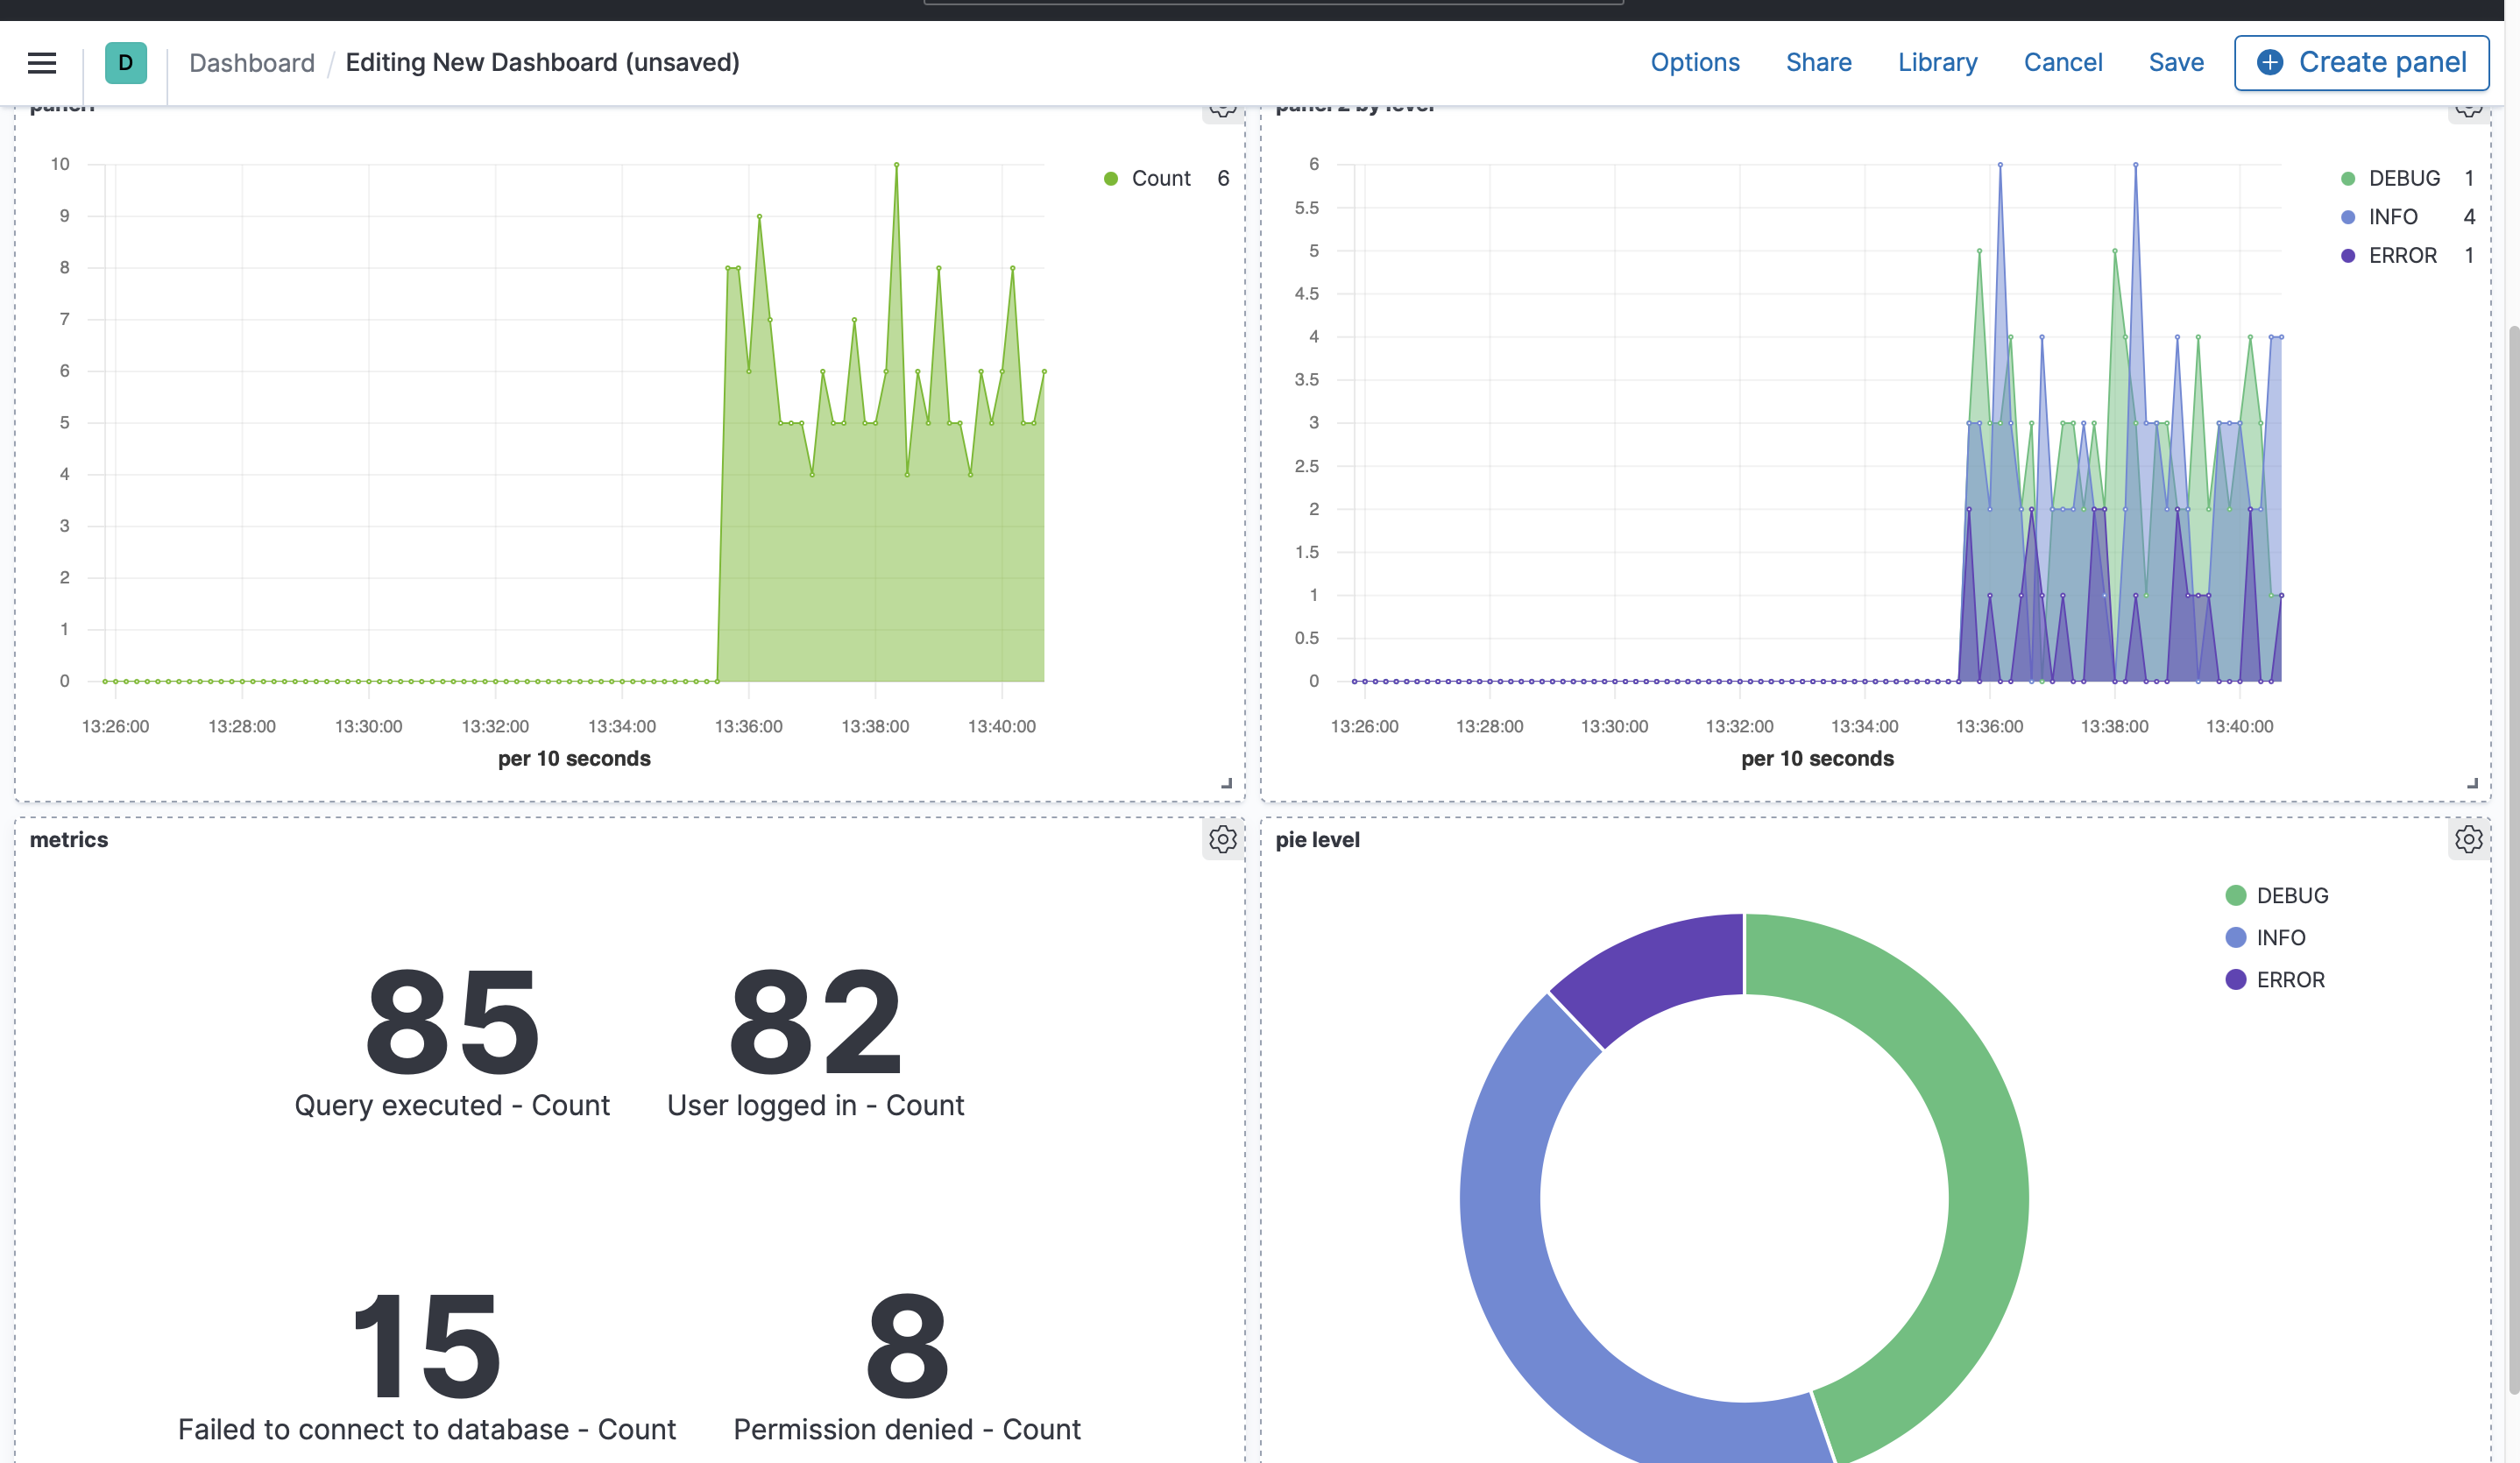 D Dashboard / Editing New Dashboard (unsaved) Options Share Library Cancel Save Create panel
panel 2 by level
10
9
8
7
6
5
4
3
2
1
0
13:26:00 13:28:00 13:30:00 13:32:00 13:34:00 13:36:00 13:38:00 13:40:00
per 10 seconds
Count 6
6
5.5
5
4.5
4
3.5
3
2.5
2
1.5
1
0.5
0
13:26:00 13:28:00 13:30:00 13:32:00 13:34:00 13:36:00 13:38:00 13:40:00
per 10 seconds
DEBUG 1
INFO 4
ERROR 1
metrics
85 82
Query executed - Count User logged in - Count
15 8
Failed to connect to database - Count Permission denied - Count
pie level
DEBUG
INFO
ERROR